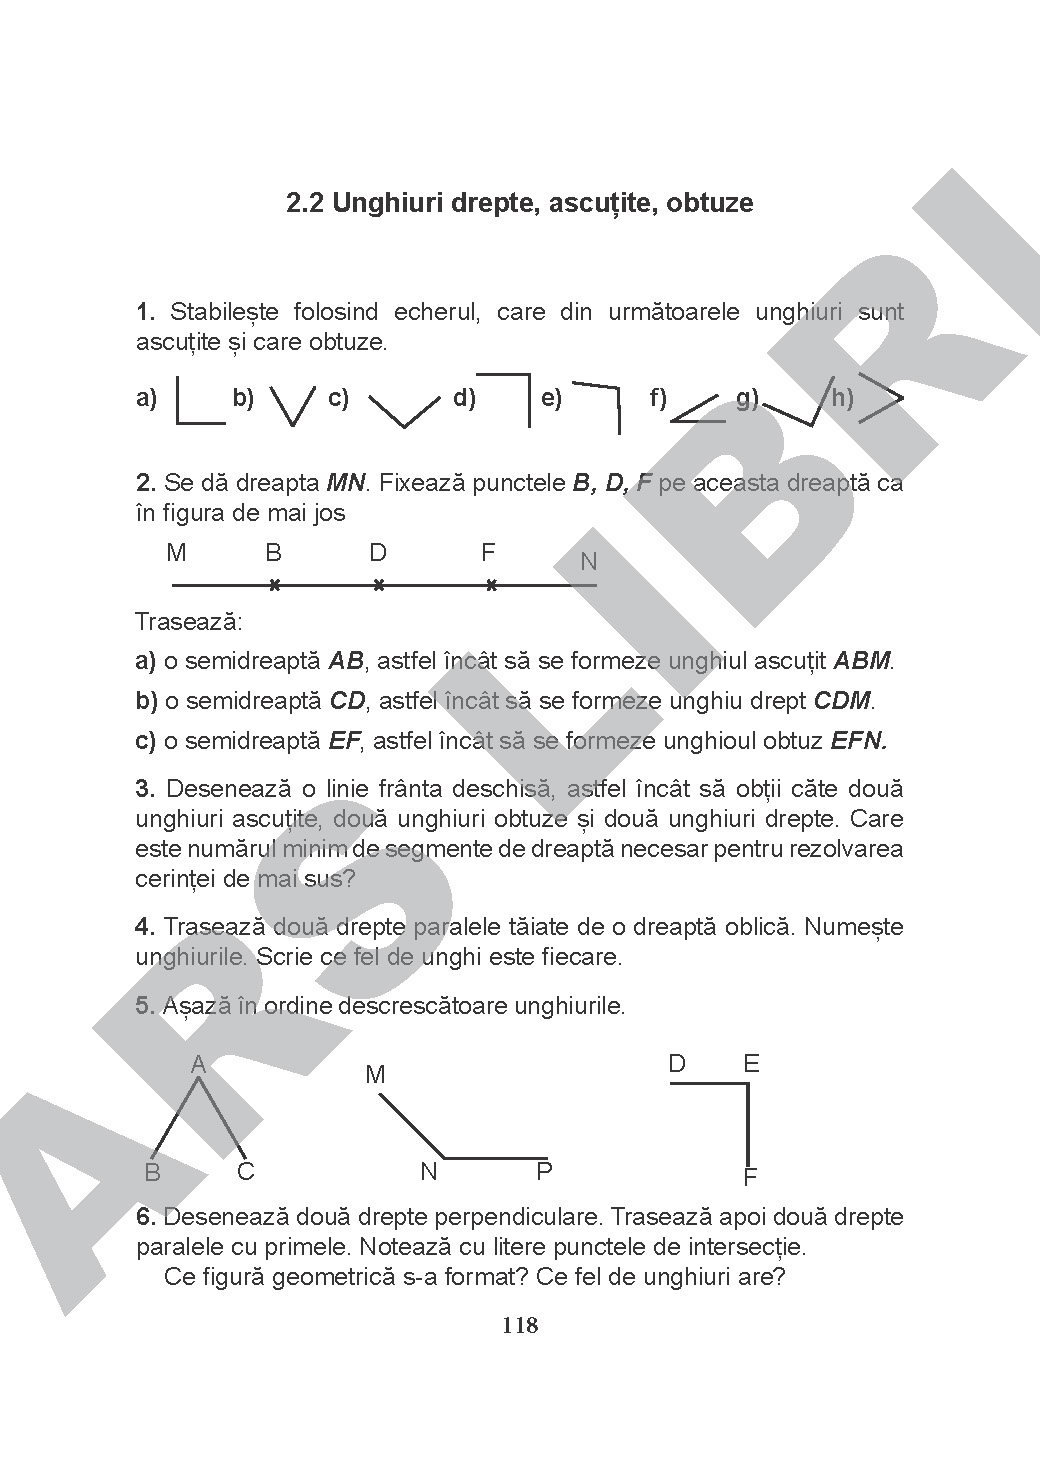 2.2 Unghiuri drepte, ascuțite, obtuze
1. Stabilește folosind echerul, care din următoarele unghiuri sunt
ascuțite și care obtuze.
a) b) c) d) e) f) g) h)
2. Se dă dreapta MN. Fixează punctele B, D, F pe aceasta dreaptă ca
în figura de mai jos
M B D F N
Trasează:
a) o semidreaptă AB, astfel încât să se formeze unghiul ascuțit ABM.
b) o semidreaptă CD, astfel încât să se formeze unghiu drept CDM.
c) o semidreaptă EF, astfel încât să se formeze unghioul obtuz EFN.
3. Desenează o linie frânta deschisă, astfel încât să obții căte două
unghiuri ascuțite, două unghiuri obtuze și două unghiuri drepte. Care
este numărul minim de segmente de dreaptă necesar pentru rezolvarea
cerinței de mai sus?
4. Trasează două drepte paralele tăiate de o dreaptă oblică. Numește
unghiurile. Scrie ce fel de unghi este fiecare.
5. Așază în ordine descrescătoare unghiurile.
A M D E
B C N P F
6. Desenează două drepte perpendiculare. Trasează apoi două drepte
paralele cu primele. Notează cu litere punctele de intersecție.
Ce figură geometrică s-a format? Ce fel de unghiuri are?
118
ARS LIBRI